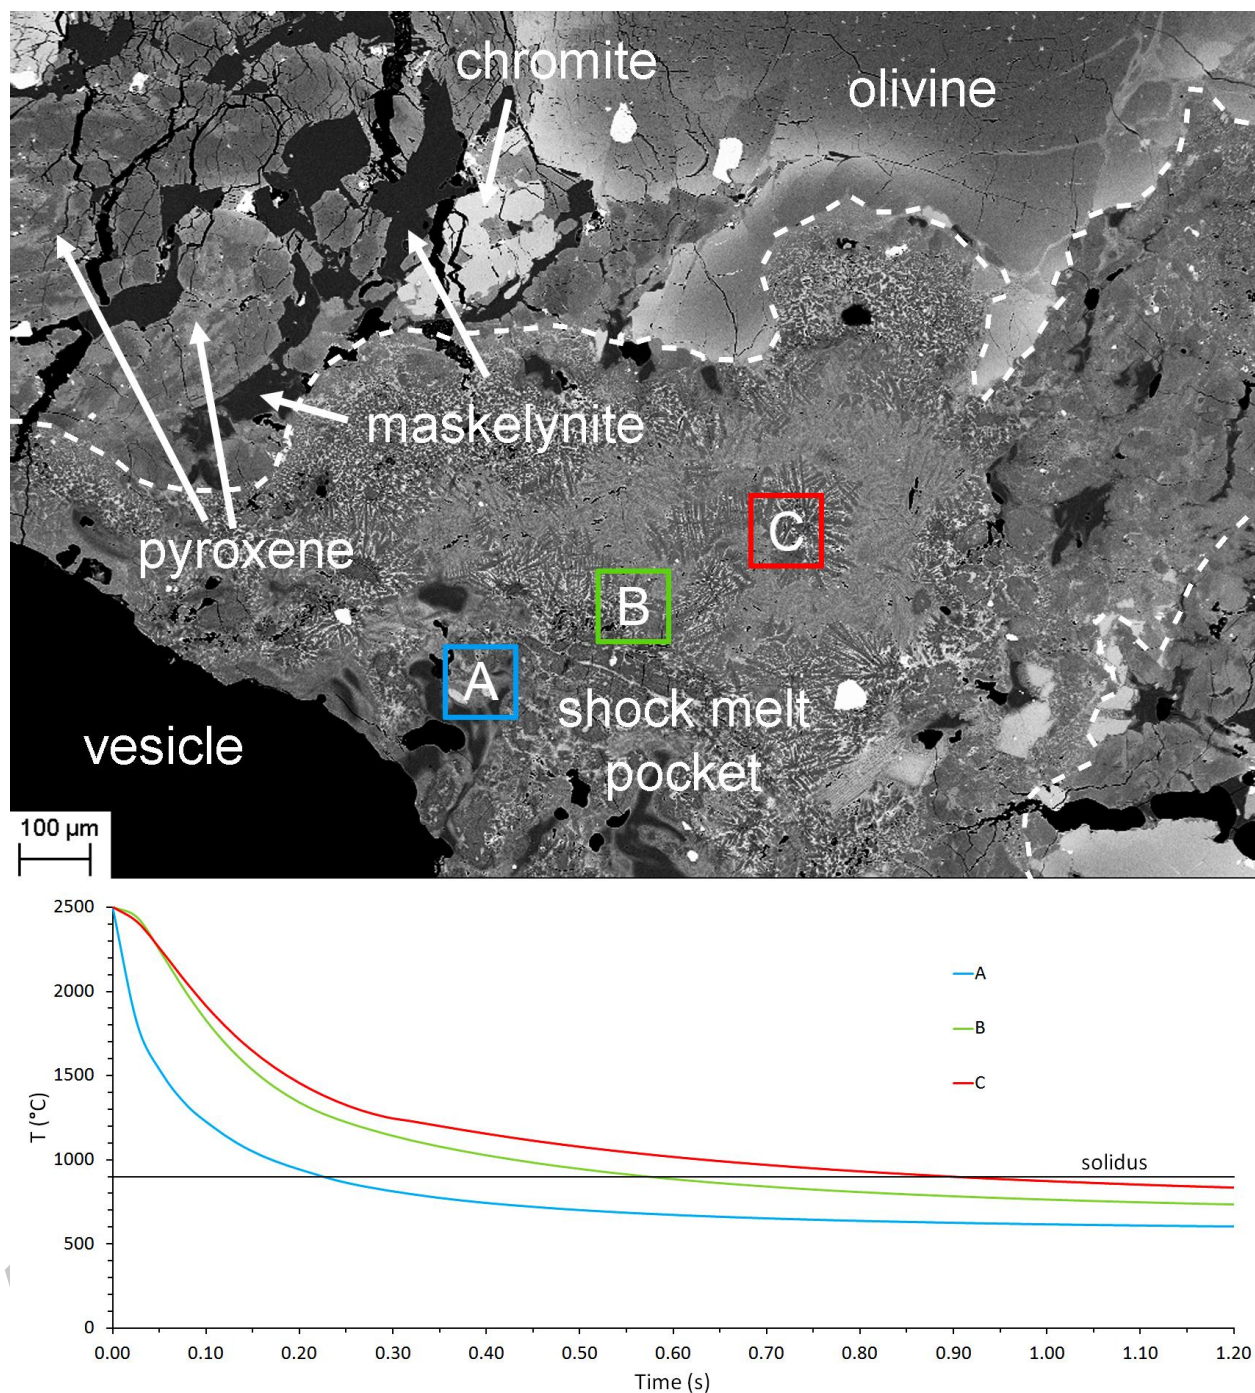 chromite
olivine
maskelynite
pyroxene
C
B
A
shock melt
pocket
vesicle
100 µm
2500
2000
1500
1000
500
0
T (°C)
A
B
C
solidus
0.00 0.10 0.20 0.30 0.40 0.50 0.60 0.70 0.80 0.90 1.00 1.10 1.20
Time (s)